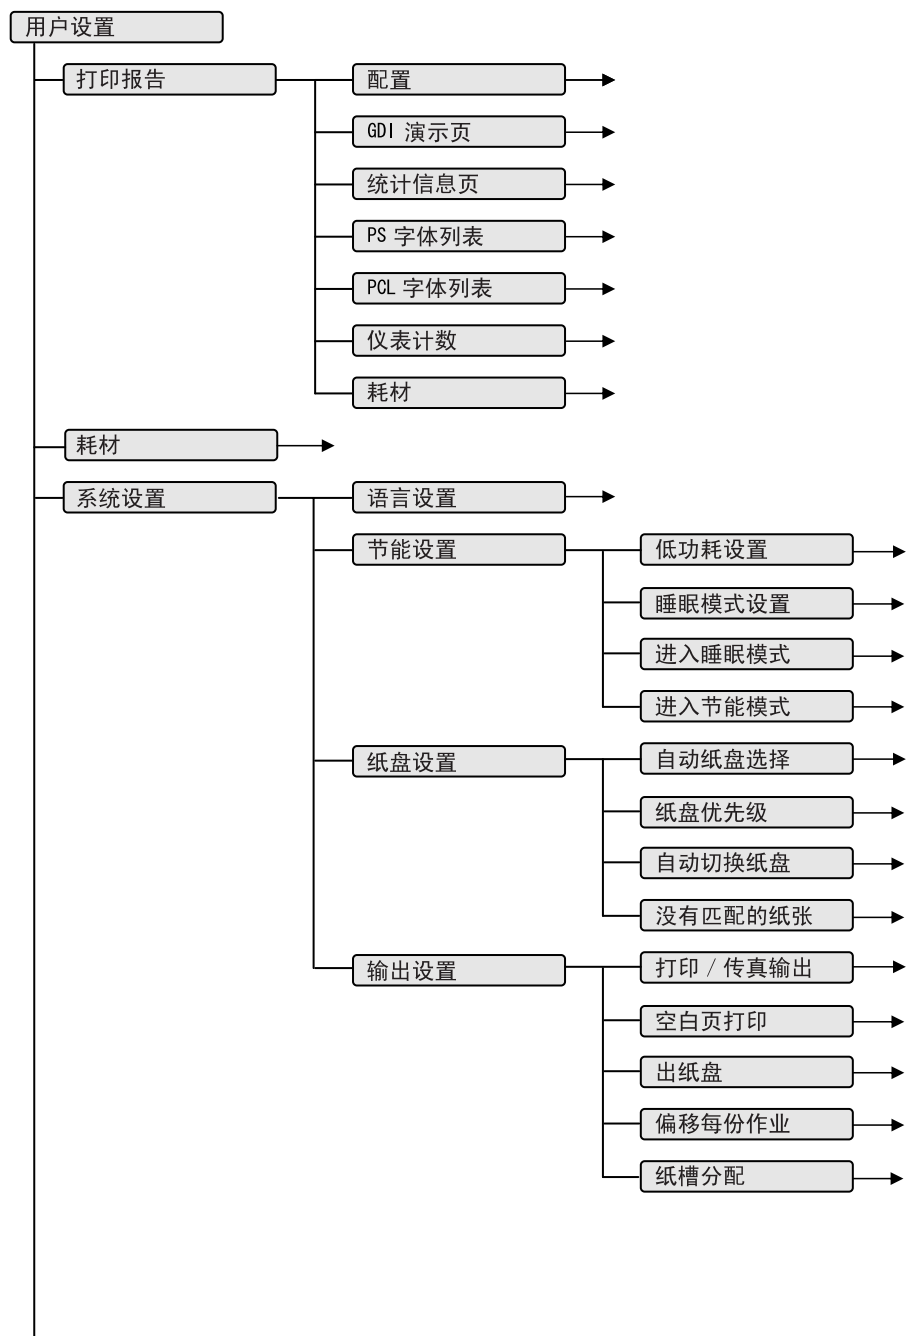 用户设置
打印报告
配置
GDI 演示页
统计信息页
PS 字体列表
PCL 字体列表
仪表计数
耗材
耗材
系统设置
语言设置
节能设置
低功耗设置
睡眠模式设置
进入睡眠模式
进入节能模式
纸盘设置
自动纸盘选择
纸盘优先级
自动切换纸盘
没有匹配的纸张
输出设置
打印 / 传真输出
空白页打印
出纸盘
偏移每份作业
纸槽分配